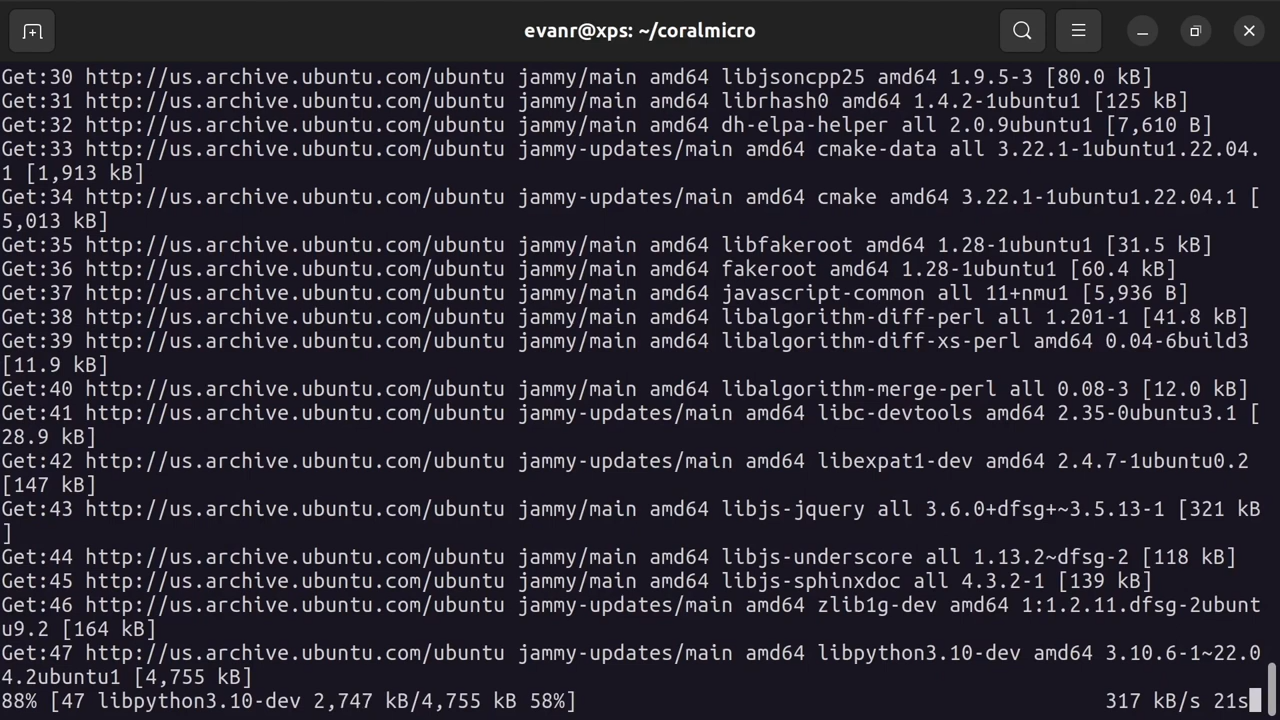 evanr@xps: ~/coralmicro
Get:30 http://us.archive.ubuntu.com/ubuntu jammy/main amd64 libjsoncpp25 amd64 1.9.5-3 [80.0 kB]
Get:31 http://us.archive.ubuntu.com/ubuntu jammy/main amd64 librhash0 amd64 1.4.2-1ubuntu1 [125 kB]
Get:32 http://us.archive.ubuntu.com/ubuntu jammy/main amd64 dh-elpa-helper all 2.0.9ubuntu1 [7,610 B]
Get:33 http://us.archive.ubuntu.com/ubuntu jammy-updates/main amd64 cmake-data all 3.22.1-1ubuntu1.22.04.
1 [1,913 kB]
Get:34 http://us.archive.ubuntu.com/ubuntu jammy-updates/main amd64 cmake amd64 3.22.1-1ubuntu1.22.04.1 [
5,013 kB]
Get:35 http://us.archive.ubuntu.com/ubuntu jammy/main amd64 libfakeroot amd64 1.28-1ubuntu1 [31.5 kB]
Get:36 http://us.archive.ubuntu.com/ubuntu jammy/main amd64 fakeroot amd64 1.28-1ubuntu1 [60.4 kB]
Get:37 http://us.archive.ubuntu.com/ubuntu jammy/main amd64 javascript-common all 11+nmu1 [5,936 B]
Get:38 http://us.archive.ubuntu.com/ubuntu jammy/main amd64 libalgorithm-diff-perl all 1.201-1 [41.8 kB]
Get:39 http://us.archive.ubuntu.com/ubuntu jammy/main amd64 libalgorithm-diff-xs-perl amd64 0.04-6build3
[11.9 kB]
Get:40 http://us.archive.ubuntu.com/ubuntu jammy/main amd64 libalgorithm-merge-perl all 0.08-3 [12.0 kB]
Get:41 http://us.archive.ubuntu.com/ubuntu jammy-updates/main amd64 libc-devtools amd64 2.35-0ubuntu3.1 [
28.9 kB]
Get:42 http://us.archive.ubuntu.com/ubuntu jammy-updates/main amd64 libexpat1-dev amd64 2.4.7-1ubuntu0.2
[147 kB]
Get:43 http://us.archive.ubuntu.com/ubuntu jammy/main amd64 libjs-jquery all 3.6.0+dfsg+~3.5.13-1 [321 kB
]
Get:44 http://us.archive.ubuntu.com/ubuntu jammy/main amd64 libjs-underscore all 1.13.2~dfsg-2 [118 kB]
Get:45 http://us.archive.ubuntu.com/ubuntu jammy/main amd64 libjs-sphinxdoc all 4.3.2-1 [139 kB]
Get:46 http://us.archive.ubuntu.com/ubuntu jammy-updates/main amd64 zlib1g-dev amd64 1:1.2.11.dfsg-2ubunt
u9.2 [164 kB]
Get:47 http://us.archive.ubuntu.com/ubuntu jammy-updates/main amd64 libpython3.10-dev amd64 3.10.6-1~22.0
4.2ubuntu1 [4,755 kB]
88% [47 libpython3.10-dev 2,747 kB/4,755 kB 58%] 317 kB/s 21s